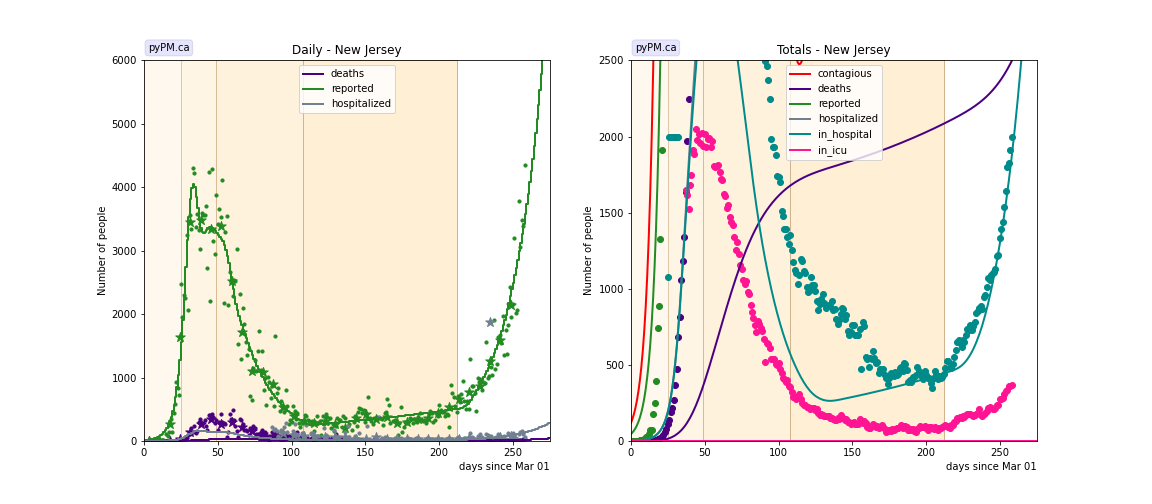 pyPM.ca
Daily - New Jersey
6000
5000
4000
3000
2000
1000
0
Number of people
deaths
reported
hospitalized
0 50 100 150 200 250
days since Mar 01
pyPM.ca
Totals - New Jersey
2500
2000
1500
1000
500
0
Number of people
contagious
deaths
reported
hospitalized
in_hospital
in_icu
0 50 100 150 200 250
days since Mar 01